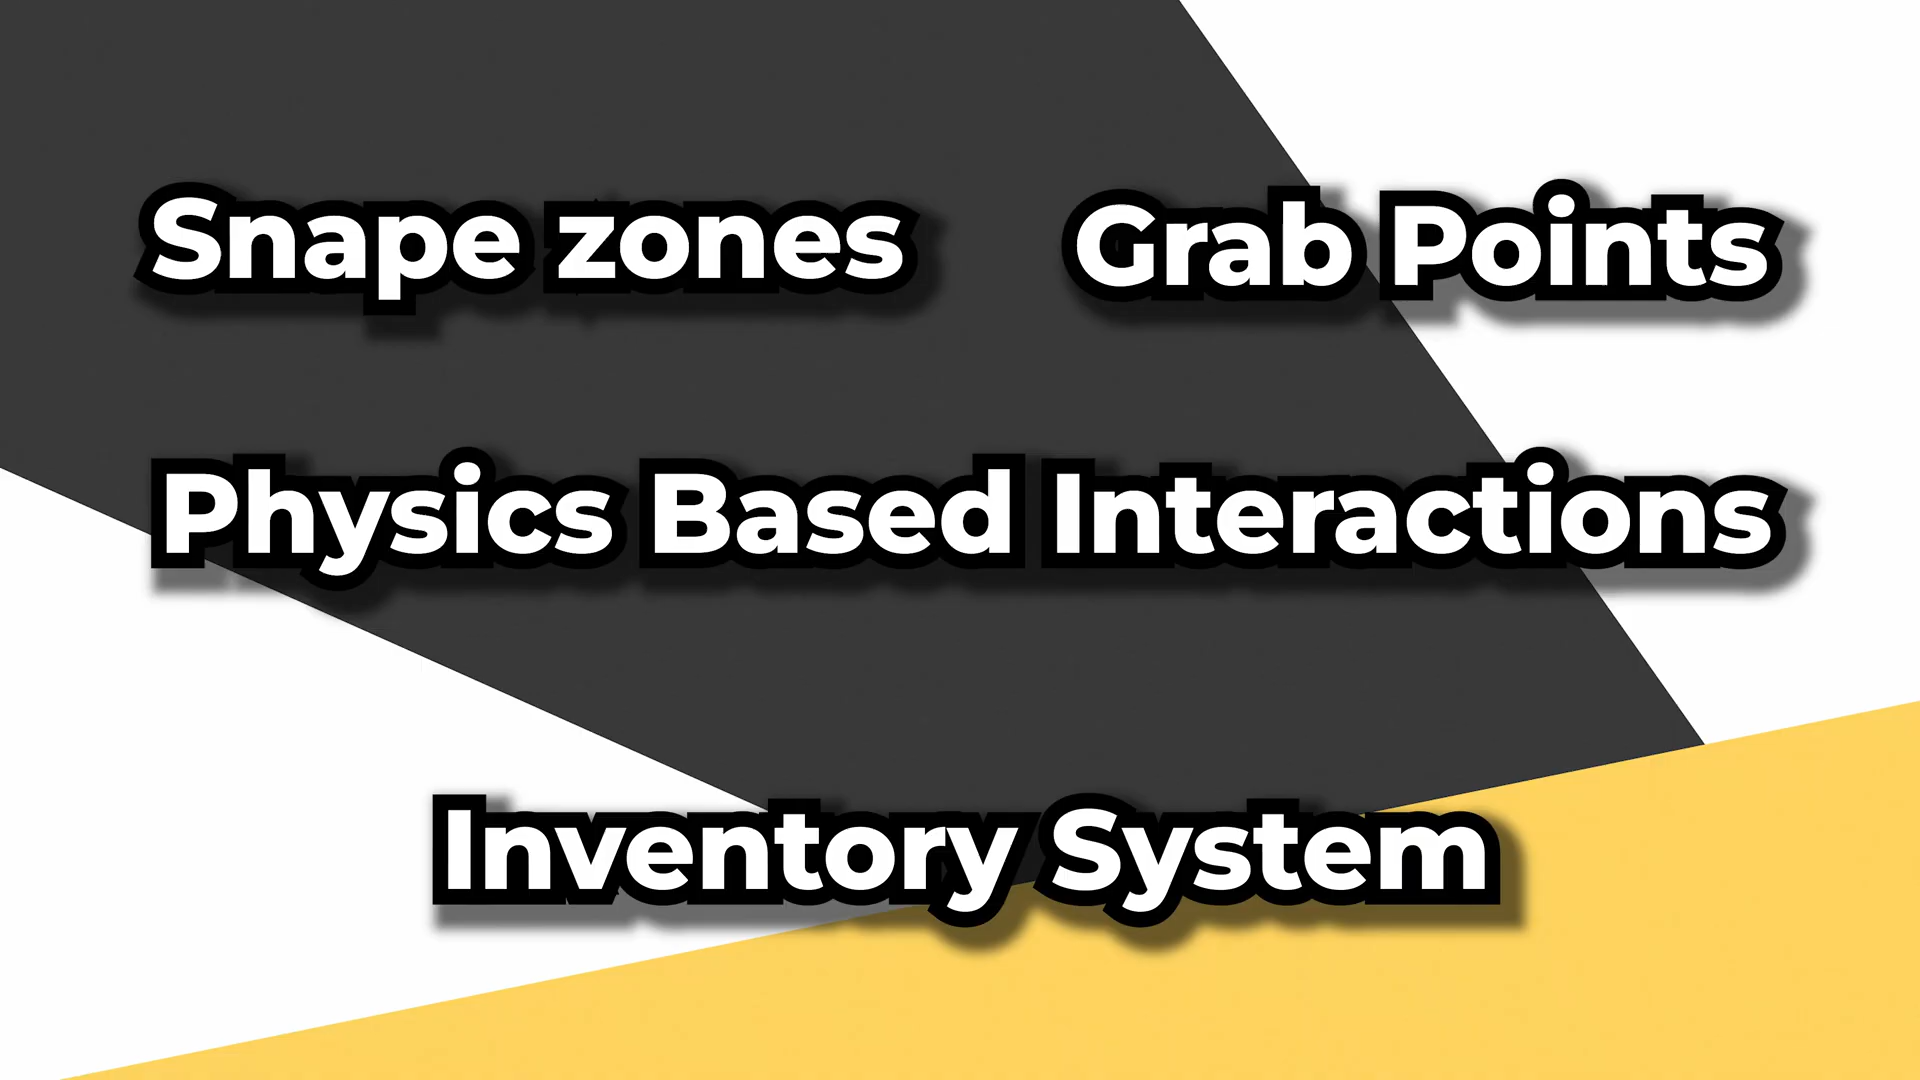 Snape zones
Grab Points
Physics Based Interactions
Inventory System